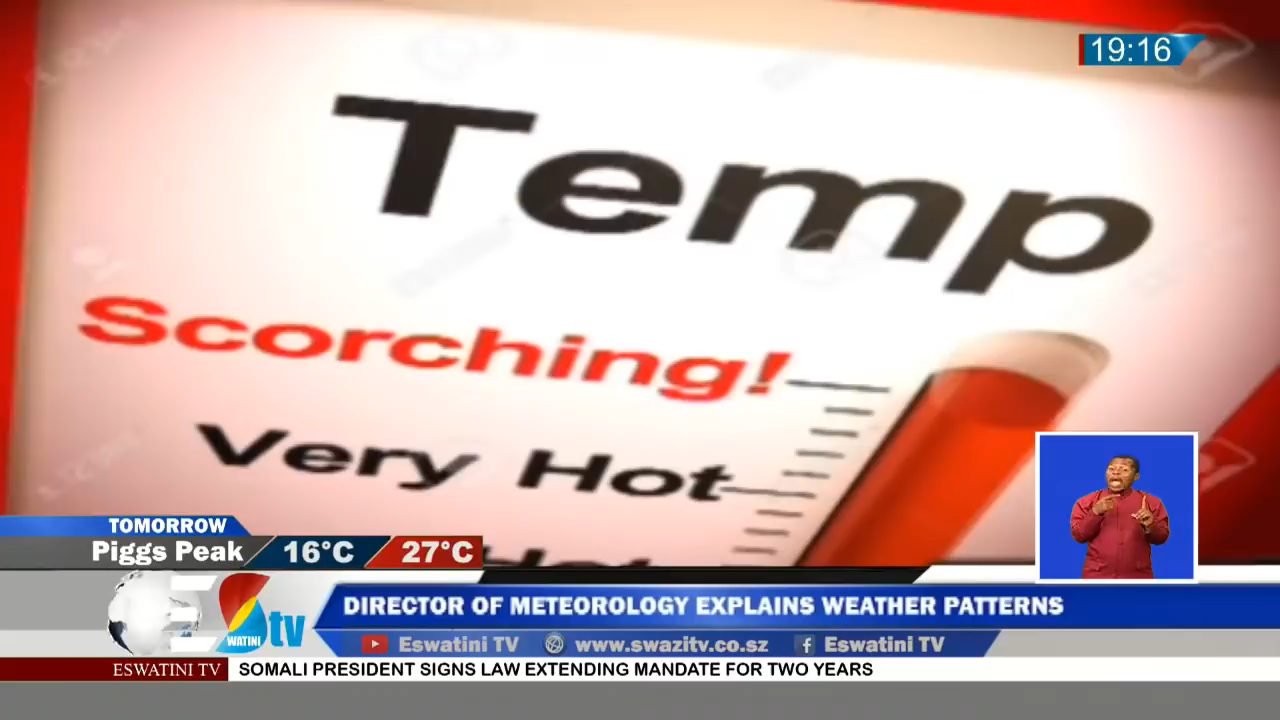 19:16
Temp
Scorching!
Very Hot
Hot
TOMORROW
Piggs Peak 16°C 27°C
E WATINI tv
DIRECTOR OF METEOROLOGY EXPLAINS WEATHER PATTERNS
Eswatini TV www.swazitv.co.sz Eswatini TV
ESWATINI TV SOMALI PRESIDENT SIGNS LAW EXTENDING MANDATE FOR TWO YEARS